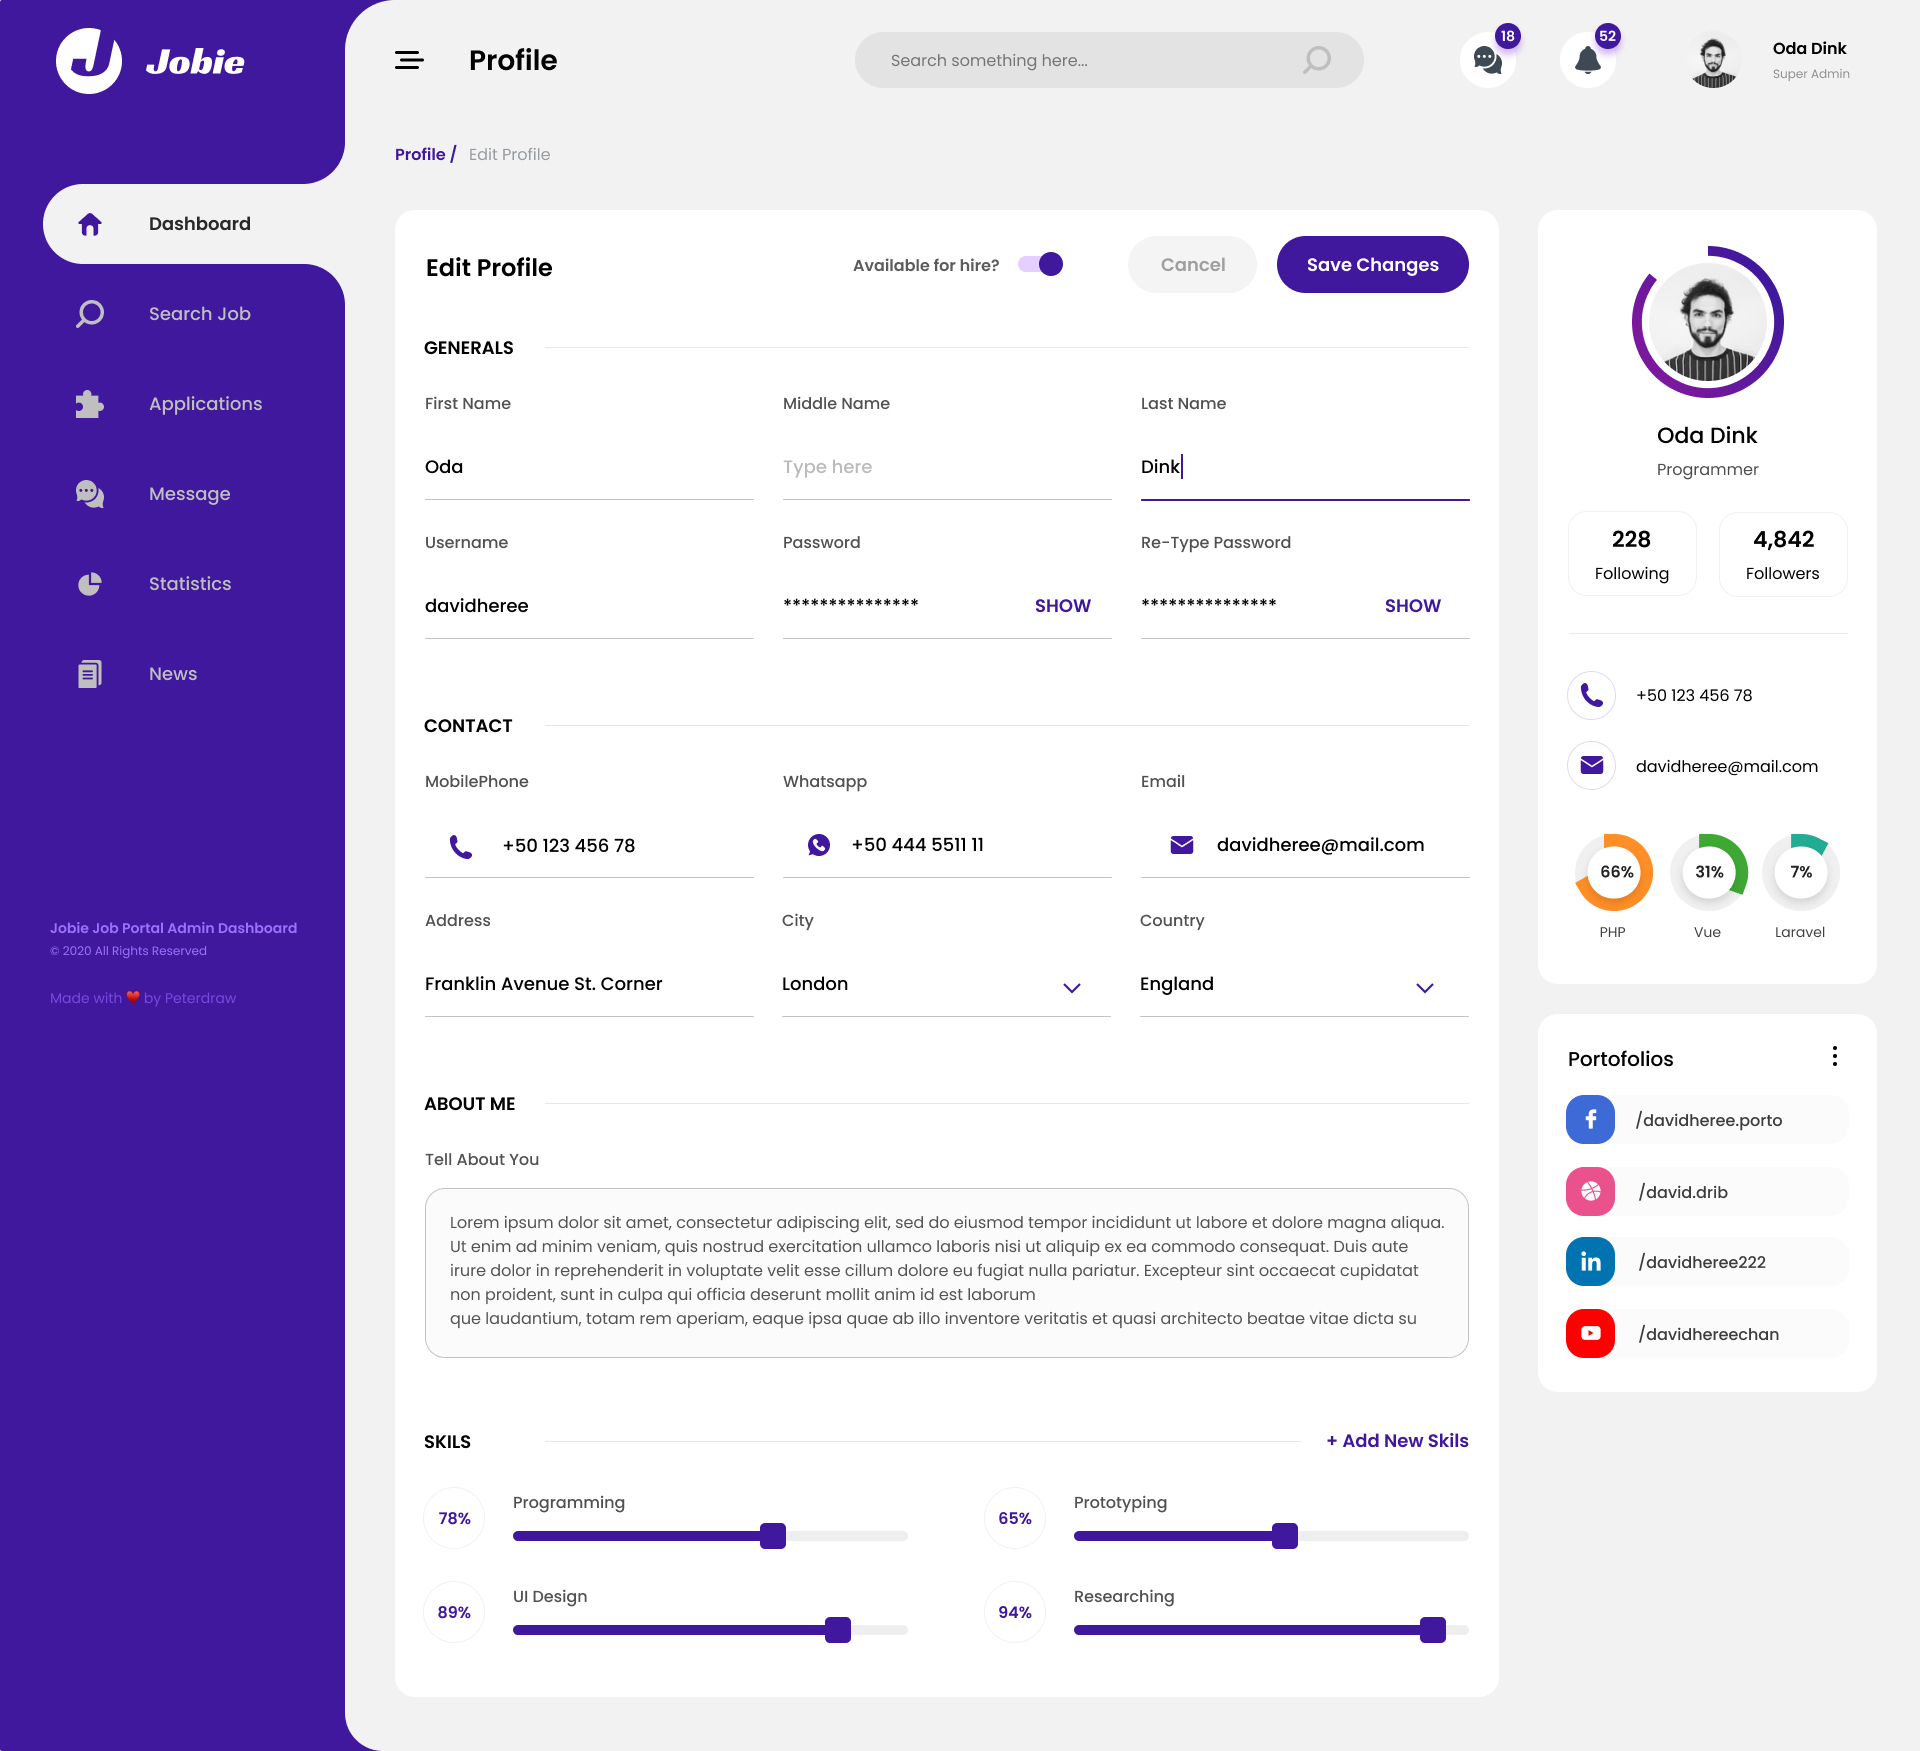 Jobie
Profile
Search something here...
18
52
Oda Dink
Super Admin
Profile / Edit Profile
Dashboard
Search Job
Applications
Message
Statistics
News
Jobie Job Portal Admin Dashboard
© 2020 All Rights Reserved
Made with ❤️ by Peterdraw
Edit Profile
Available for hire?
Cancel
Save Changes
GENERALS
First Name
Middle Name
Last Name
Oda
Type here
Dink
Username
Password
Re-Type Password
davidheree
***************
SHOW
***************
SHOW
CONTACT
MobilePhone
Whatsapp
Email
+50 123 456 78
+50 444 5511 11
davidheree@mail.com
Address
City
Country
Franklin Avenue St. Corner
London
England
ABOUT ME
Tell About You
Lorem ipsum dolor sit amet, consectetur adipiscing elit, sed do eiusmod tempor incididunt ut labore et dolore magna aliqua.
Ut enim ad minim veniam, quis nostrud exercitation ullamco laboris nisi ut aliquip ex ea commodo consequat. Duis aute
irure dolor in reprehenderit in voluptate velit esse cillum dolore eu fugiat nulla pariatur. Excepteur sint occaecat cupidatat
non proident, sunt in culpa qui officia deserunt mollit anim id est laborum
que laudantium, totam rem aperiam, eaque ipsa quae ab illo inventore veritatis et quasi architecto beatae vitae dicta su
SKILS
+ Add New Skils
78%
Programming
65%
Prototyping
89%
UI Design
94%
Researching
Oda Dink
Programmer
228
Following
4,842
Followers
+50 123 456 78
davidheree@mail.com
66%
31%
7%
PHP
Vue
Laravel
Portofolios
/davidheree.porto
/david.drib
/davidheree222
/davidhereechan